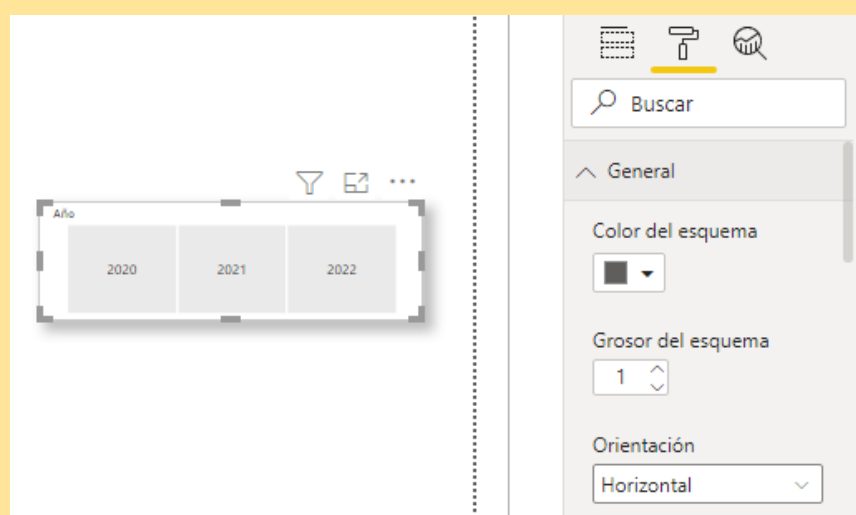 Buscar
General
Año
2020 2021 2022
Color del esquema
Grosor del esquema
1
Orientación
Horizontal